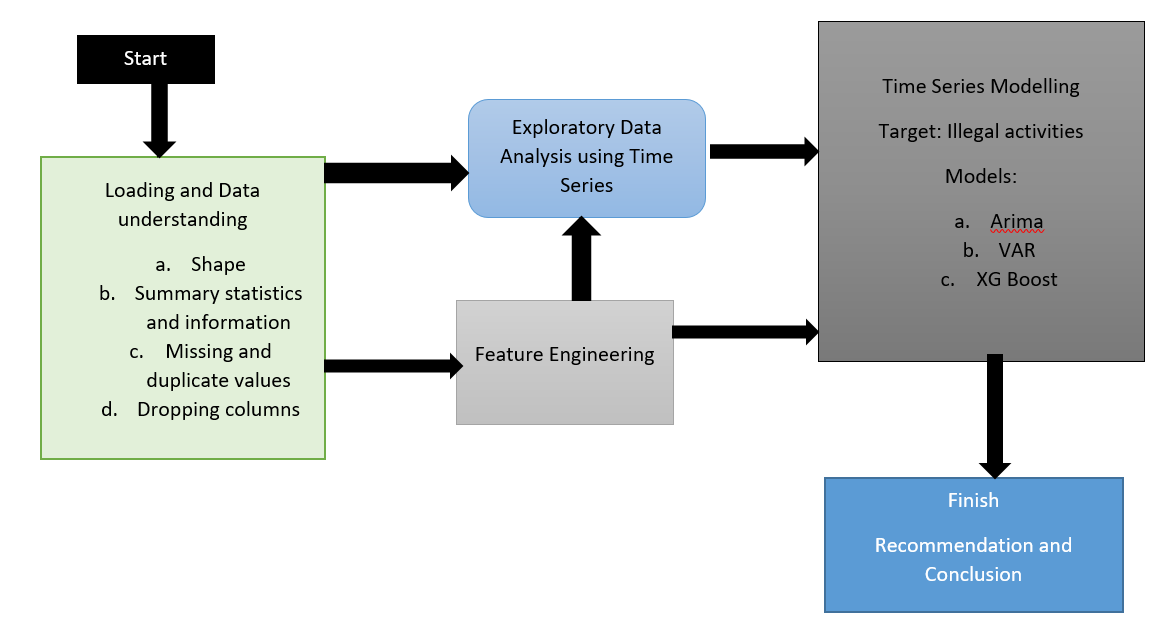 Start
Loading and Data
understanding
a. Shape
b. Summary statistics
and information
c. Missing and
duplicate values
d. Dropping columns
Exploratory Data
Analysis using Time
Series
Feature Engineering
Time Series Modelling
Target: Illegal activities
Models:
a. Arima
b. VAR
c. XG Boost
Finish
Recommendation and
Conclusion